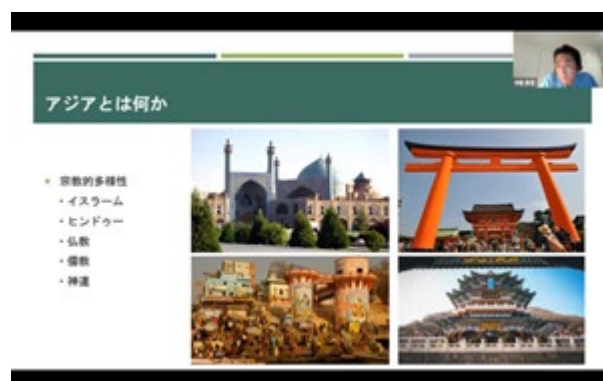 アジアとは何か
宗教的多様性
・イスラーム
・ヒンドゥー
・仏教
・儒教
・神道